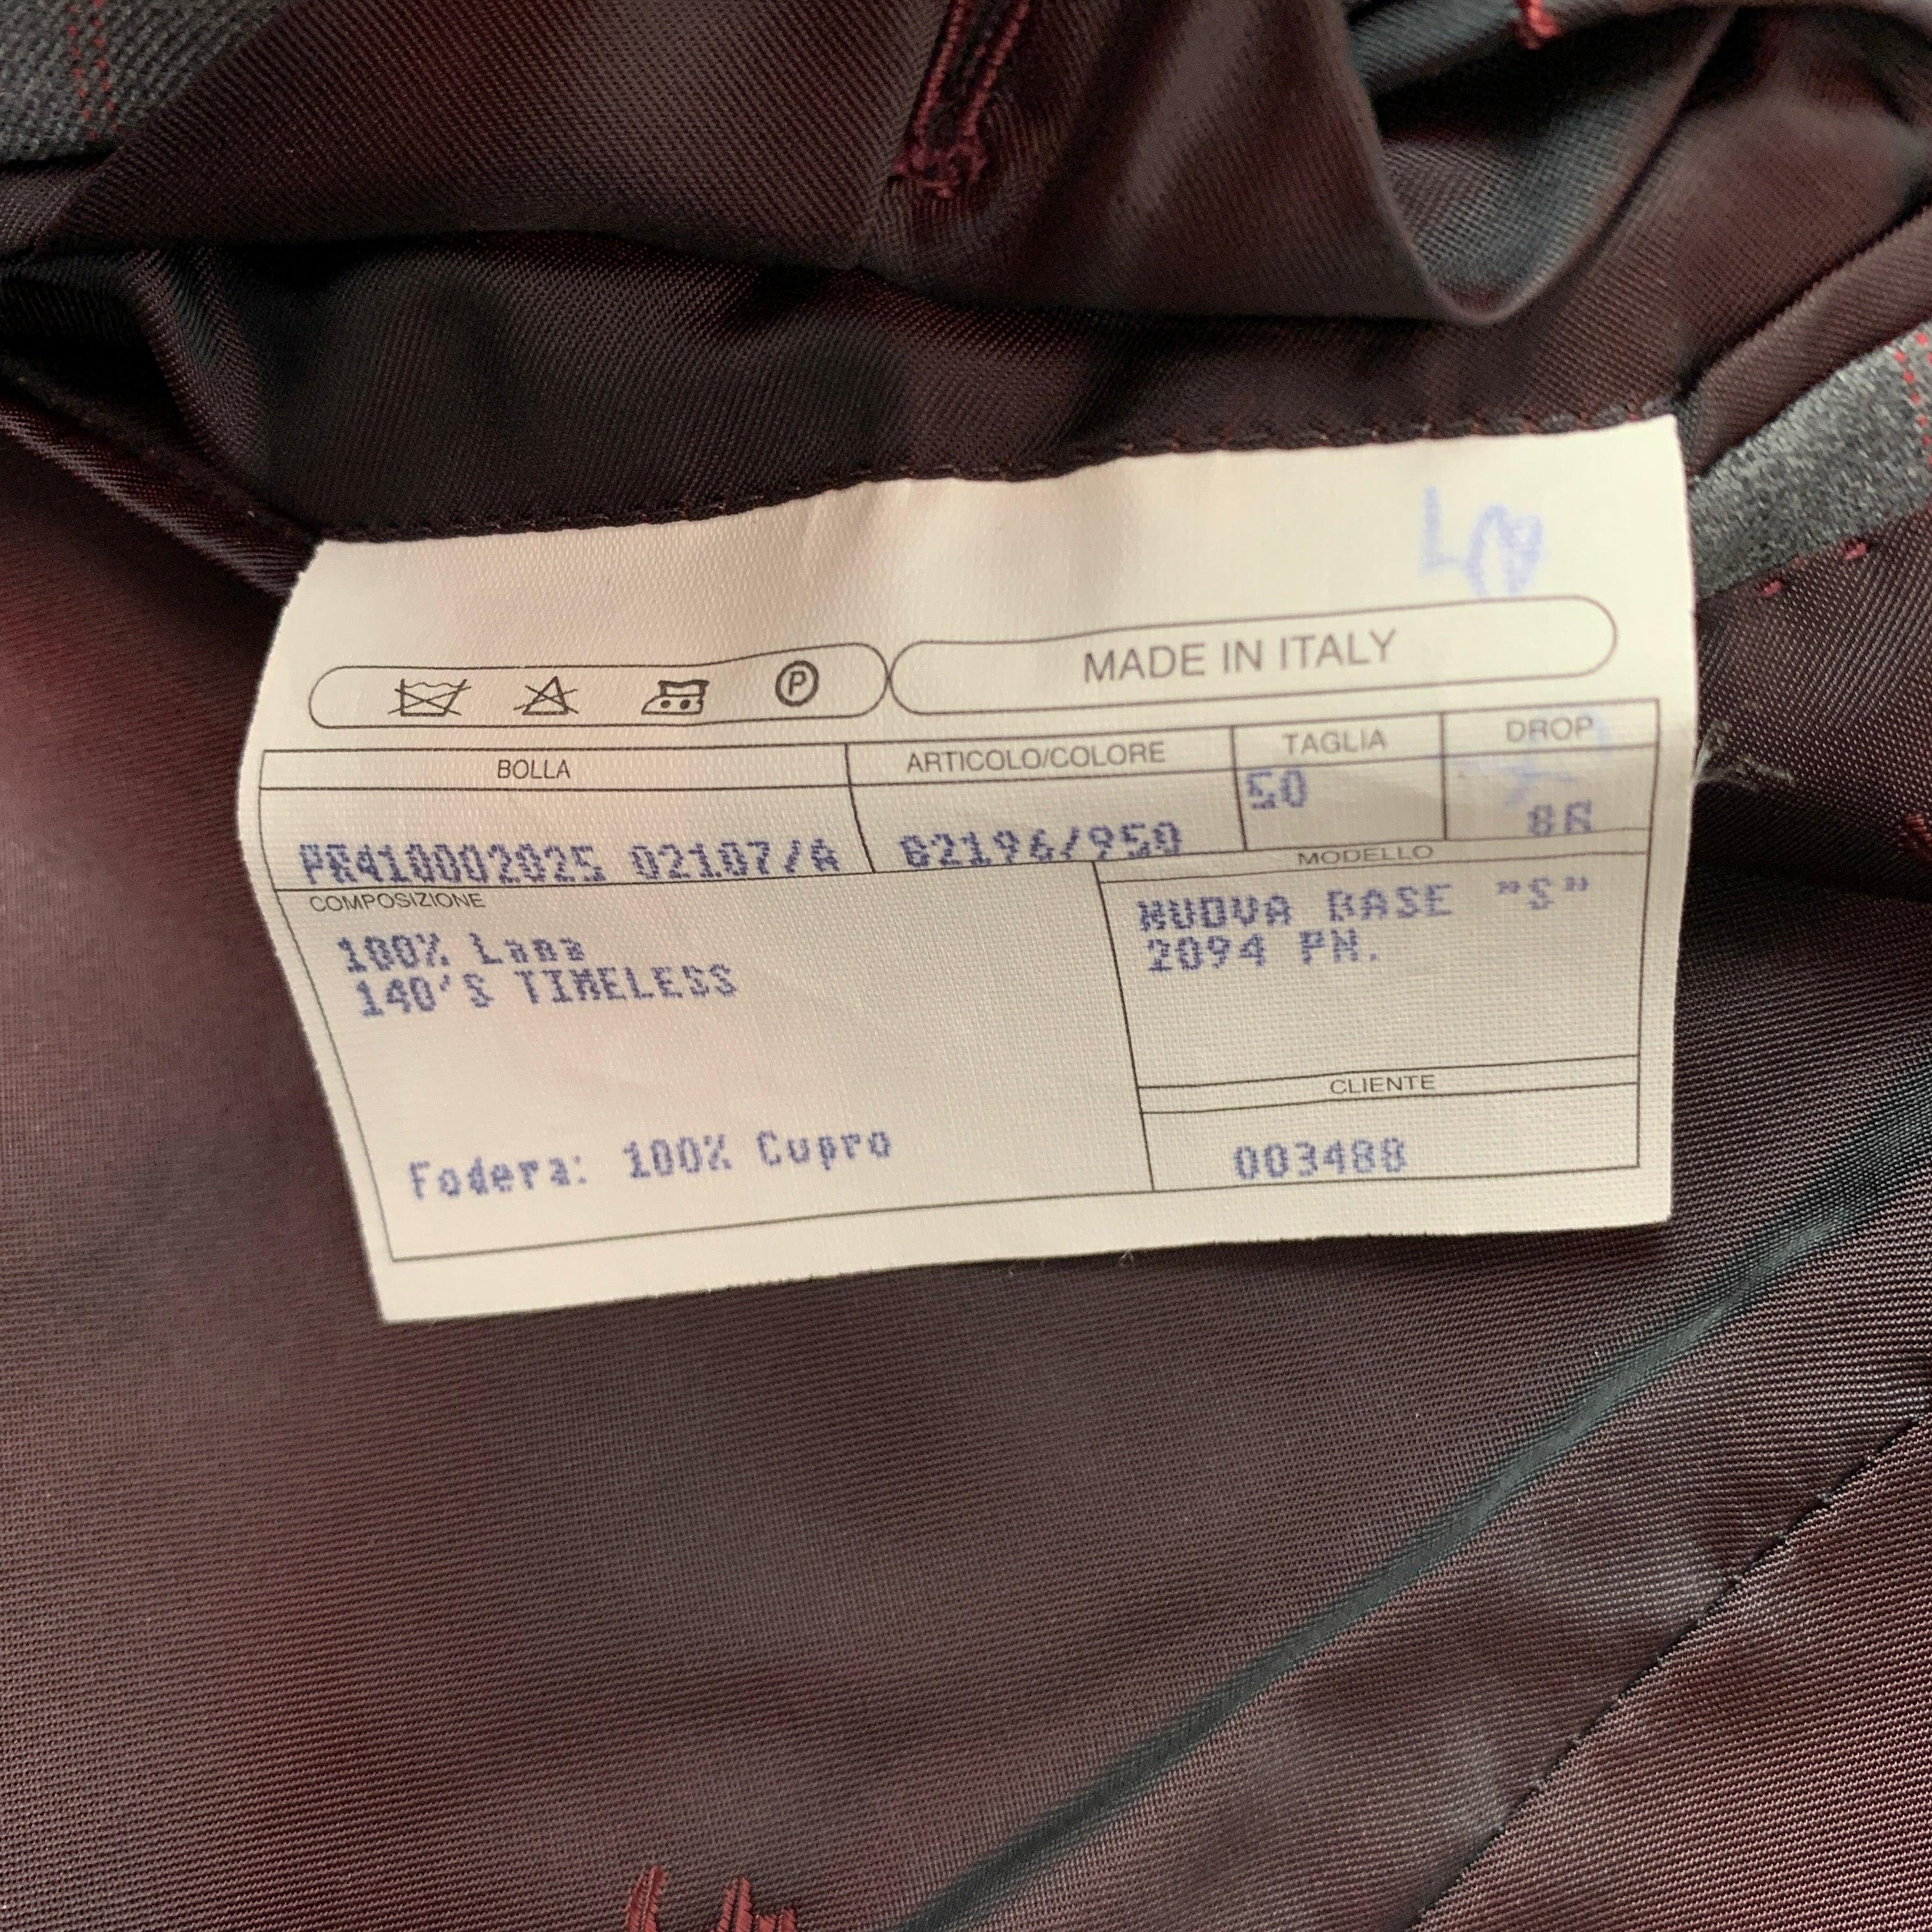 P
MADE IN ITALY
BOLLA
ARTICOLO/COLORE
TAGLIA
DROP
PR410002025 02107/A
82196/950
50
8R
COMPOSIZIONE
100% Lana
140'S TIMELESS
Fodera: 100% Cupro
MODELLO
NUOVA BASE "S"
2094 PN.
CLIENTE
003488